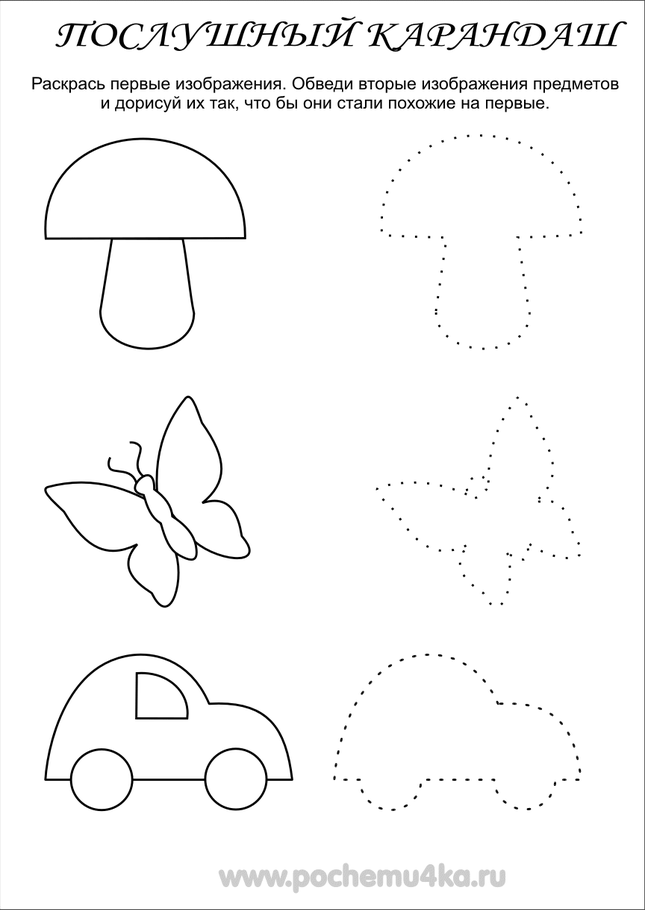 ПОСЛУШНЫЙ КАРАНДАШ
Раскрась первые изображения. Обведи вторые изображения предметов
и дорисуй их так, что бы они стали похожие на первые.
www.pochemu4ka.ru